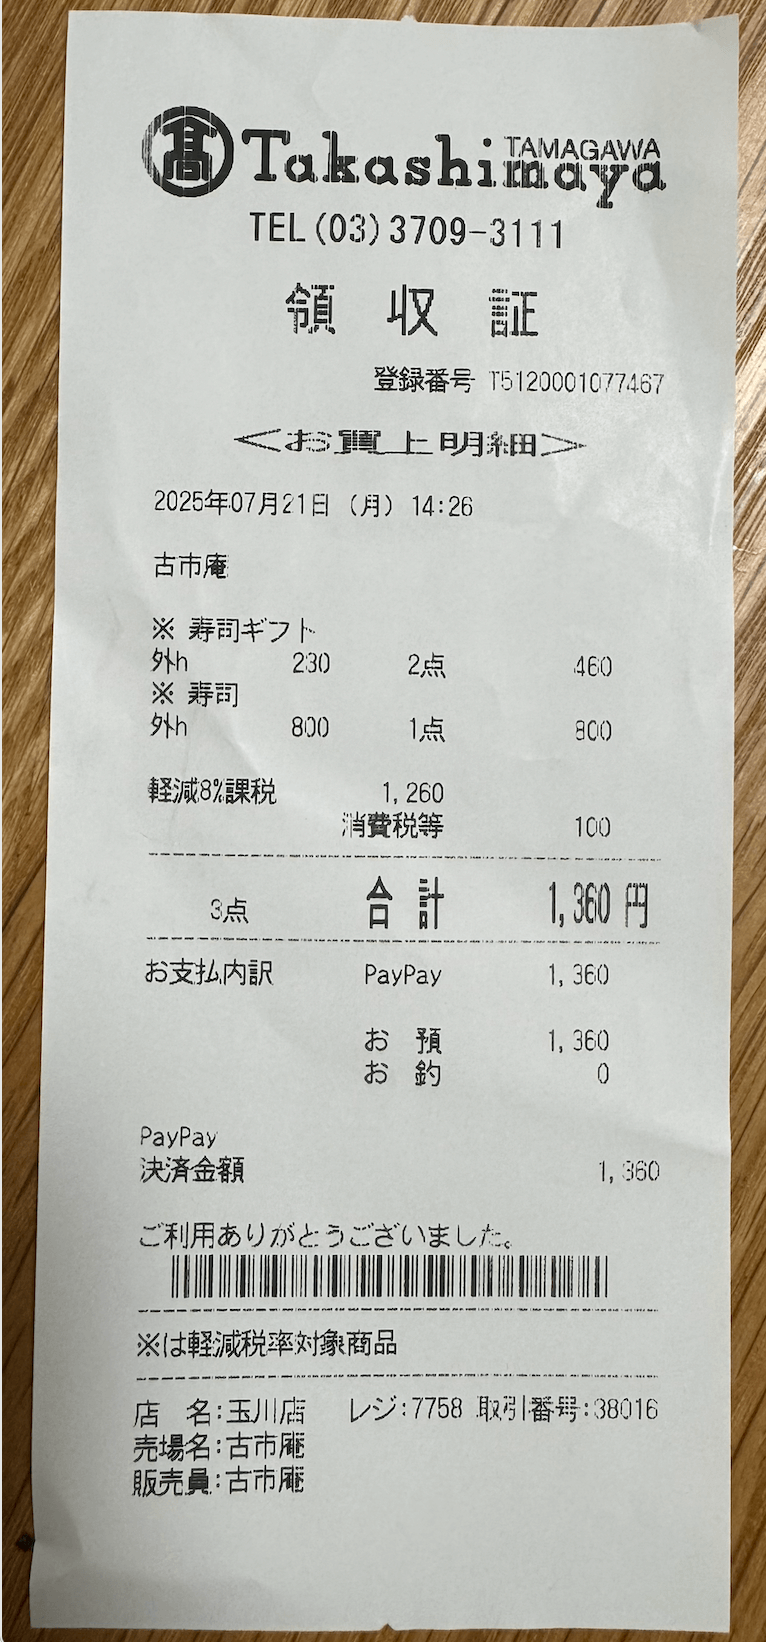 髙 Takashimaya TAMAGAWA
TEL(03)3709-3111
領収証
登録番号 T5120001077467
<お買上明細>
2025年07月21日(月) 14:26
古市庵
※ 寿司ギフト
外h 230 2点 460
※ 寿司
外h 800 1点 800
軽減8%課税 1,260
消費税等 100
3点 合計 1,360円
お支払内訳 PayPay 1,360
お預 1,360
お釣 0
PayPay
決済金額 1,360
ご利用ありがとうございました。
※は軽減税率対象商品
店 名:玉川店 レジ:7758 取引番号:38016
売場名:古市庵
販売員:古市庵